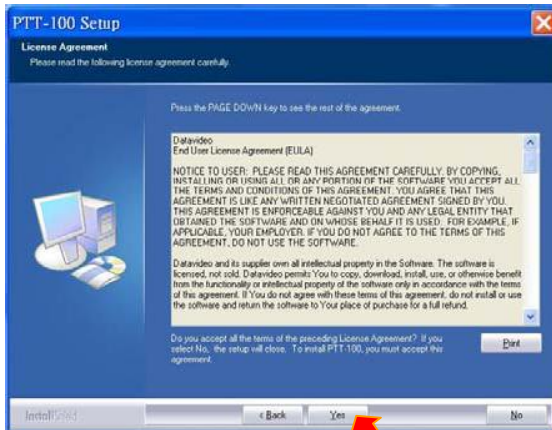 PTT-100 Setup
License Agreement
Please read the following license agreement carefully.
Press the PAGE DOWN key to see the rest of the agreement.
Datavideo
End User License Agreement (EULA)
NOTICE TO USER: PLEASE READ THIS AGREEMENT CAREFULLY. BY COPYING,
INSTALLING OR USING ALL OR ANY PORTION OF THE SOFTWARE YOU ACCEPT ALL
THE TERMS AND CONDITIONS OF THIS AGREEMENT. YOU AGREE THAT THIS
AGREEMENT IS LIKE ANY WRITTEN NEGOTIATED AGREEMENT SIGNED BY YOU.
THIS AGREEMENT IS ENFORCEABLE AGAINST YOU AND ANY LEGAL ENTITY THAT
OBTAINED THE SOFTWARE AND ON WHOSE BEHALF IT IS USED: FOR EXAMPLE, IF
APPLICABLE, YOUR EMPLOYER. IF YOU DO NOT AGREE TO THE TERMS OF THIS
AGREEMENT, DO NOT USE THE SOFTWARE.
Datavideo and its supplier own all intellectual property in the Software. The software is
licensed, not sold. Datavideo permits You to copy, download, install, use, or otherwise benefit
from the functionality or intellectual property of the software only in accordance with the terms
of this agreement. If You do not agree with these terms of this agreement, do not install or use
the software and return the software to Your place of purchase for a full refund.
Do you accept all the terms of the preceding License Agreement? If you
select No, the setup will close. To install PTT-100, you must accept this
agreement.
Print
InstallShield
< Back
Yes
No